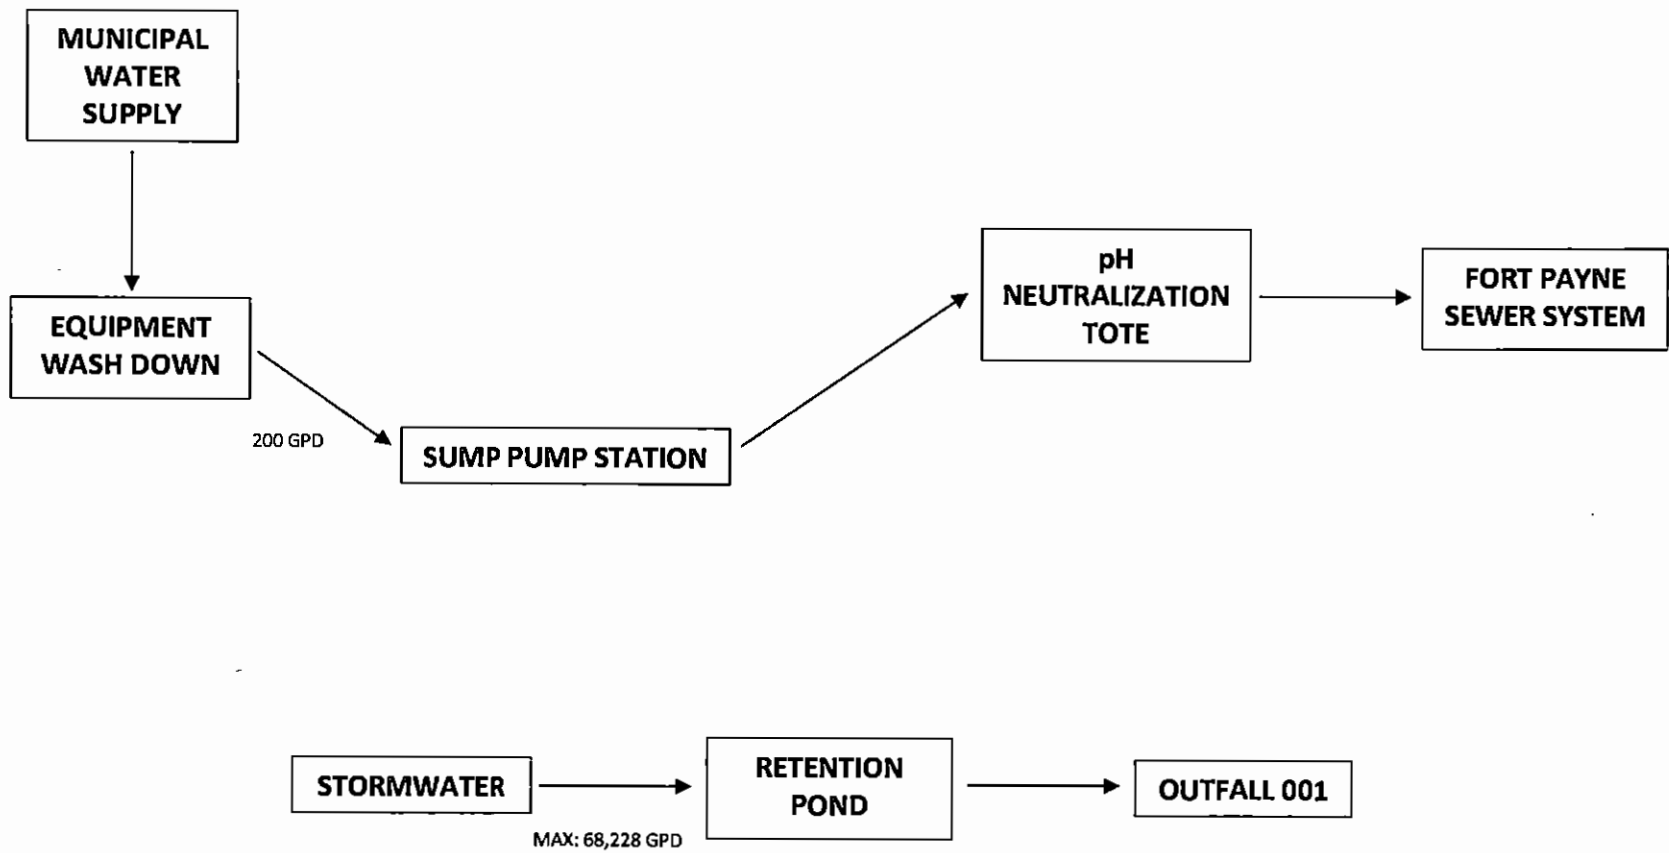 MUNICIPAL
WATER
SUPPLY
EQUIPMENT
WASH DOWN
200 GPD
SUMP PUMP STATION
pH
NEUTRALIZATION
TOTE
FORT PAYNE
SEWER SYSTEM
STORMWATER
MAX: 68,228 GPD
RETENTION
POND
OUTFALL 001